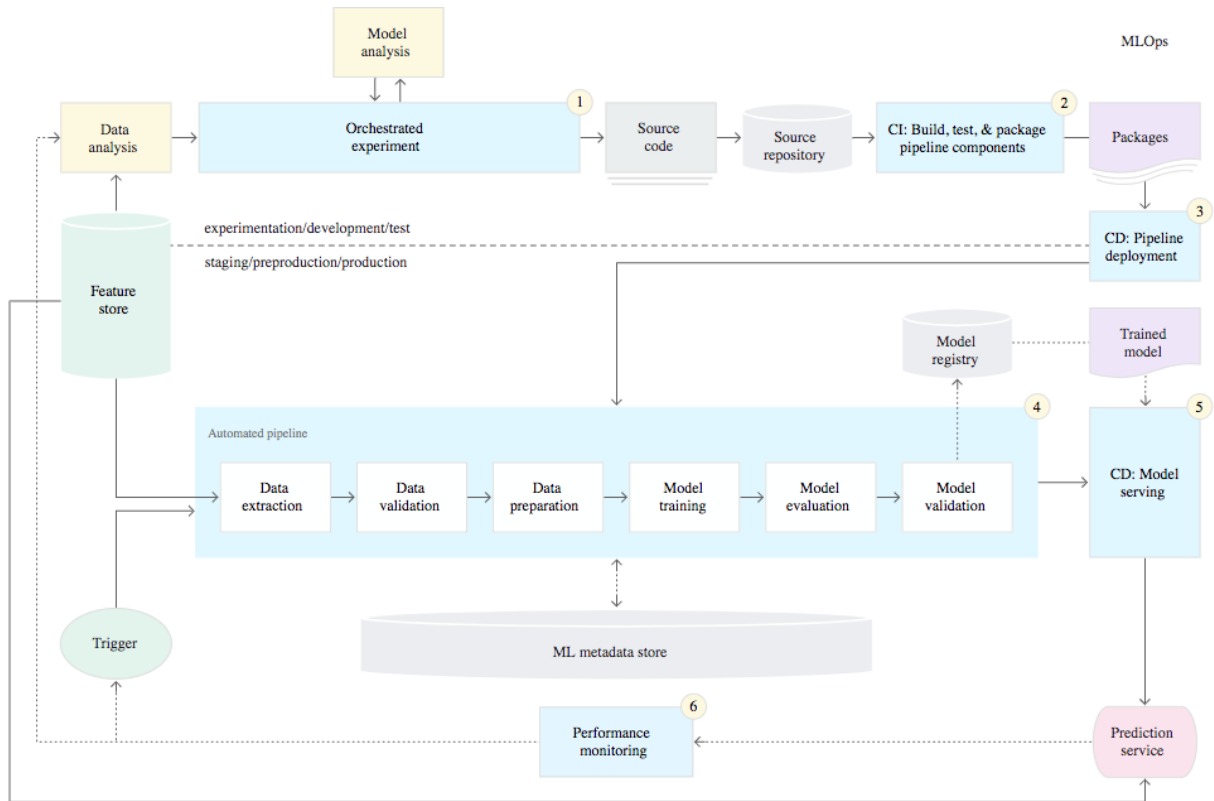 Model
analysis
MLOps
1
2
Data
analysis
Orchestrated
experiment
Source
code
Source
repository
CI: Build, test, & package
pipeline components
Packages
3
experimentation/development/test
staging/preproduction/production
CD: Pipeline
deployment
Feature
store
Model
registry
Trained
model
4
5
Automated pipeline
Data
extraction
Data
validation
Data
preparation
Model
training
Model
evaluation
Model
validation
CD: Model
serving
Trigger
ML metadata store
6
Performance
monitoring
Prediction
service